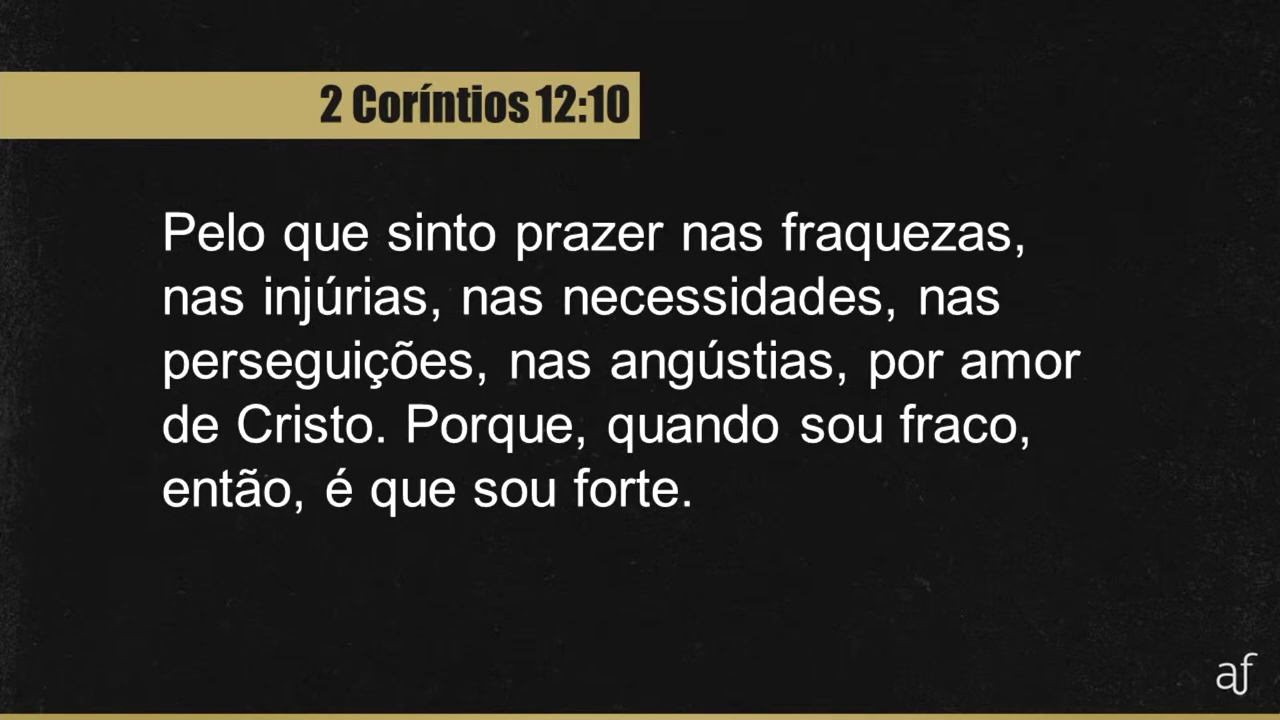 2 Coríntios 12:10
Pelo que sinto prazer nas fraquezas,
nas injúrias, nas necessidades, nas
perseguições, nas angústias, por amor
de Cristo. Porque, quando sou fraco,
então, é que sou forte.
af